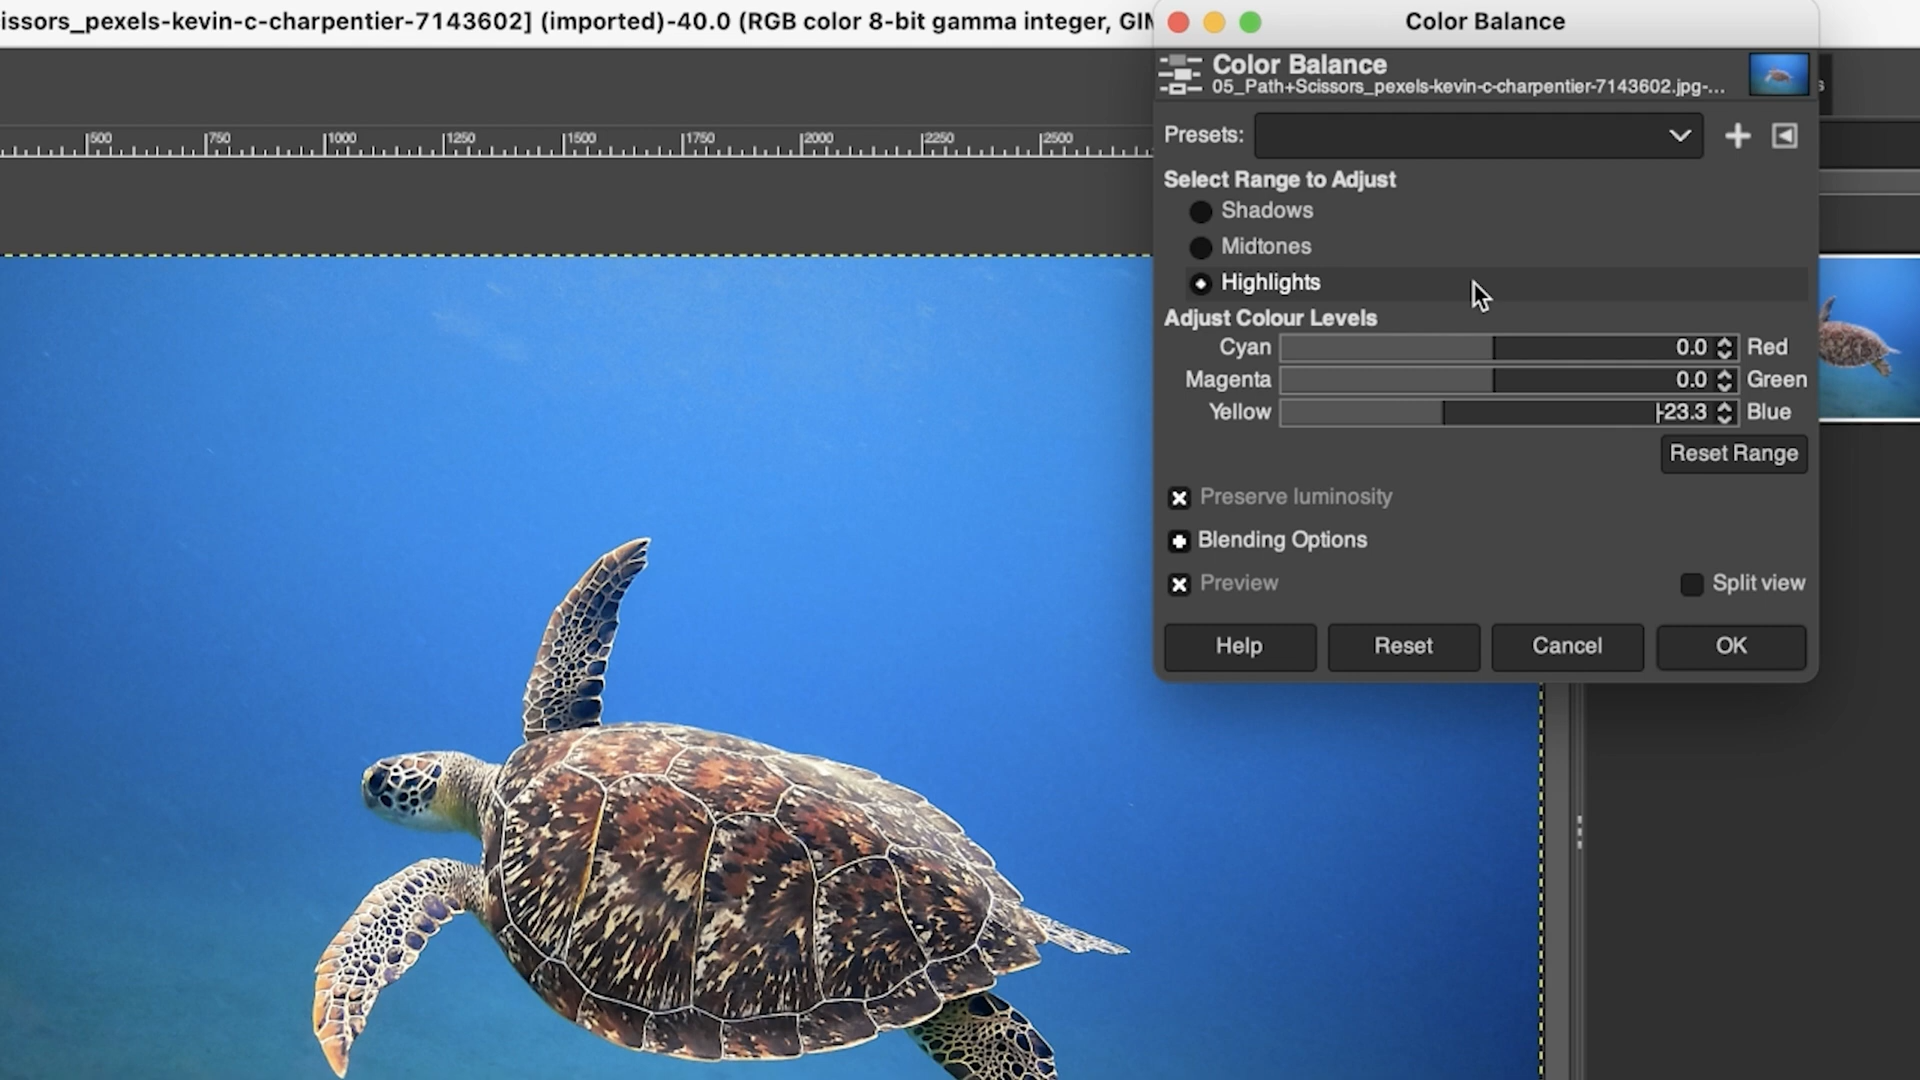 issors_pexels-kevin-c-charpentier-7143602] (imported)-40.0 (RGB color 8-bit gamma integer, GIM
Color Balance
Color Balance
05_Path+Scissors_pexels-kevin-c-charpentier-7143602.jpg-...
500 750 1000 1250 1500 1750 2000 2250 2500
Presets:
Select Range to Adjust
Shadows
Midtones
Highlights
Adjust Colour Levels
Cyan 0.0 Red
Magenta 0.0 Green
Yellow -23.3 Blue
Reset Range
Preserve luminosity
Blending Options
Preview Split view
Help Reset Cancel OK